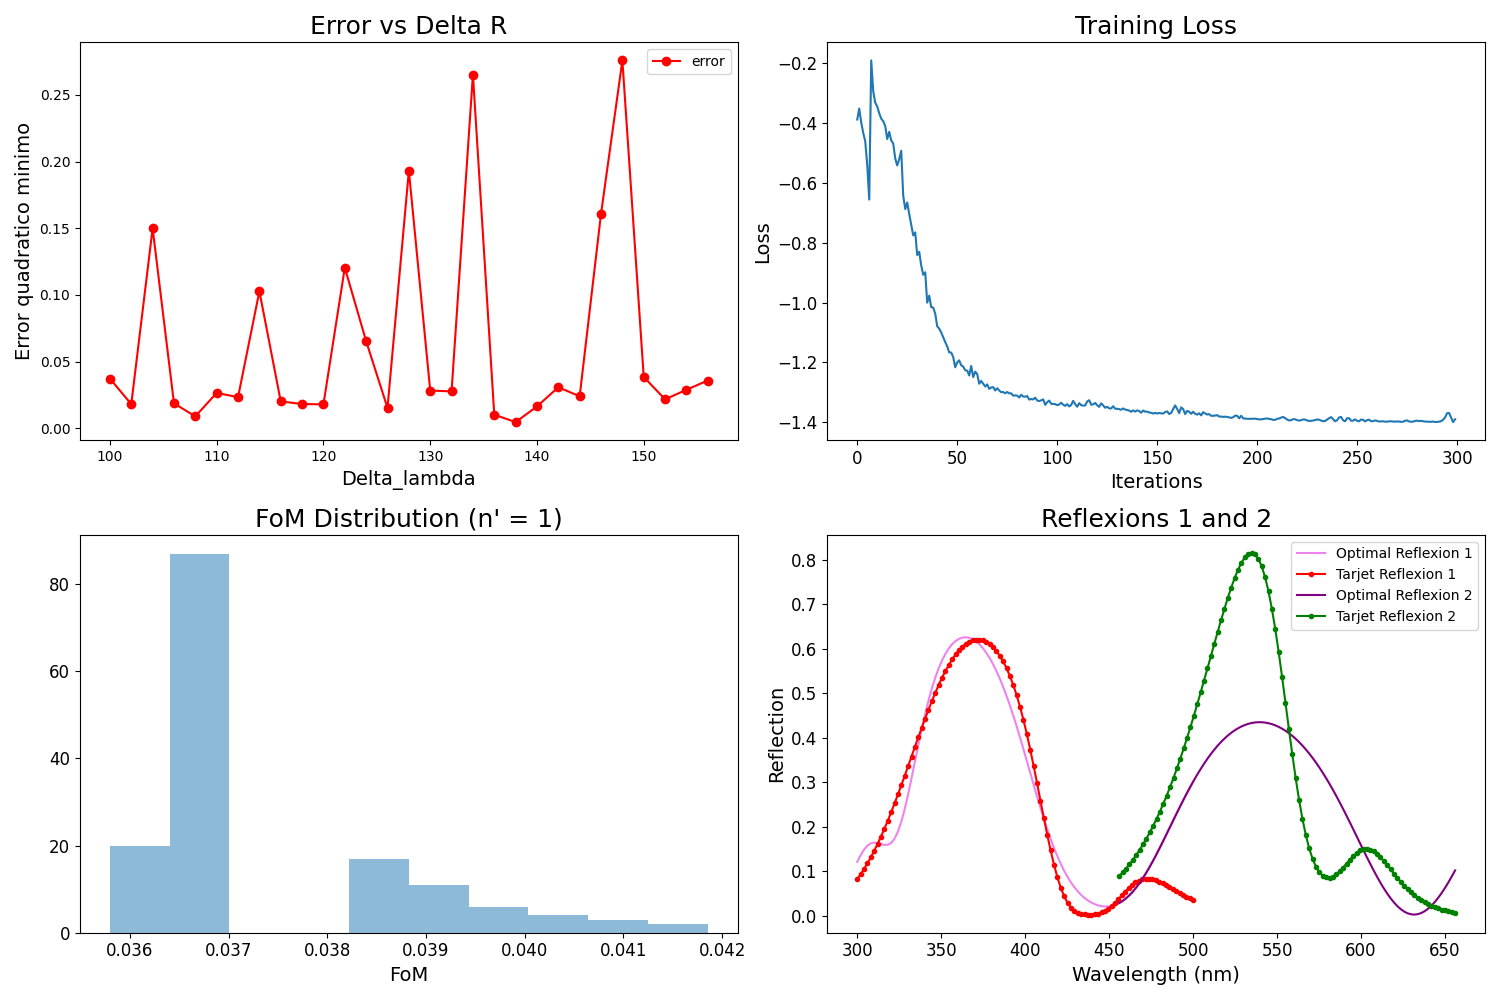 Error vs Delta R
error
Error quadratico minimo
0.25
0.20
0.15
0.10
0.05
0.00
100 110 120 130 140 150
Delta_lambda
Training Loss
Loss
−0.2
−0.4
−0.6
−0.8
−1.0
−1.2
−1.4
0 50 100 150 200 250 300
Iterations
FoM Distribution (n' = 1)
80
60
40
20
0
0.036 0.037 0.038 0.039 0.040 0.041 0.042
FoM
Reflexions 1 and 2
Optimal Reflexion 1
Tarjet Reflexion 1
Optimal Reflexion 2
Tarjet Reflexion 2
Reflection
0.8
0.7
0.6
0.5
0.4
0.3
0.2
0.1
0.0
300 350 400 450 500 550 600 650
Wavelength (nm)